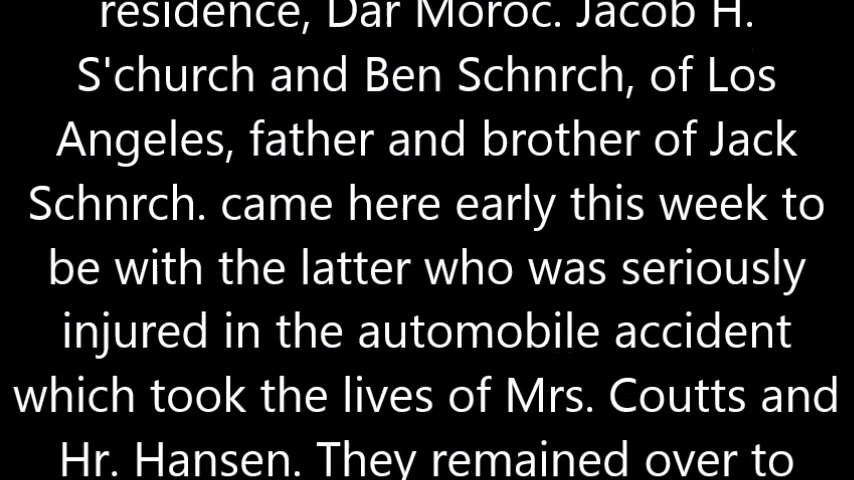 residence, Dar Moroc. Jacob H.
S'church and Ben Schnrch, of Los
Angeles, father and brother of Jack
Schnrch. came here early this week to
be with the latter who was seriously
injured in the automobile accident
which took the lives of Mrs. Coutts and
Hr. Hansen. They remained over to